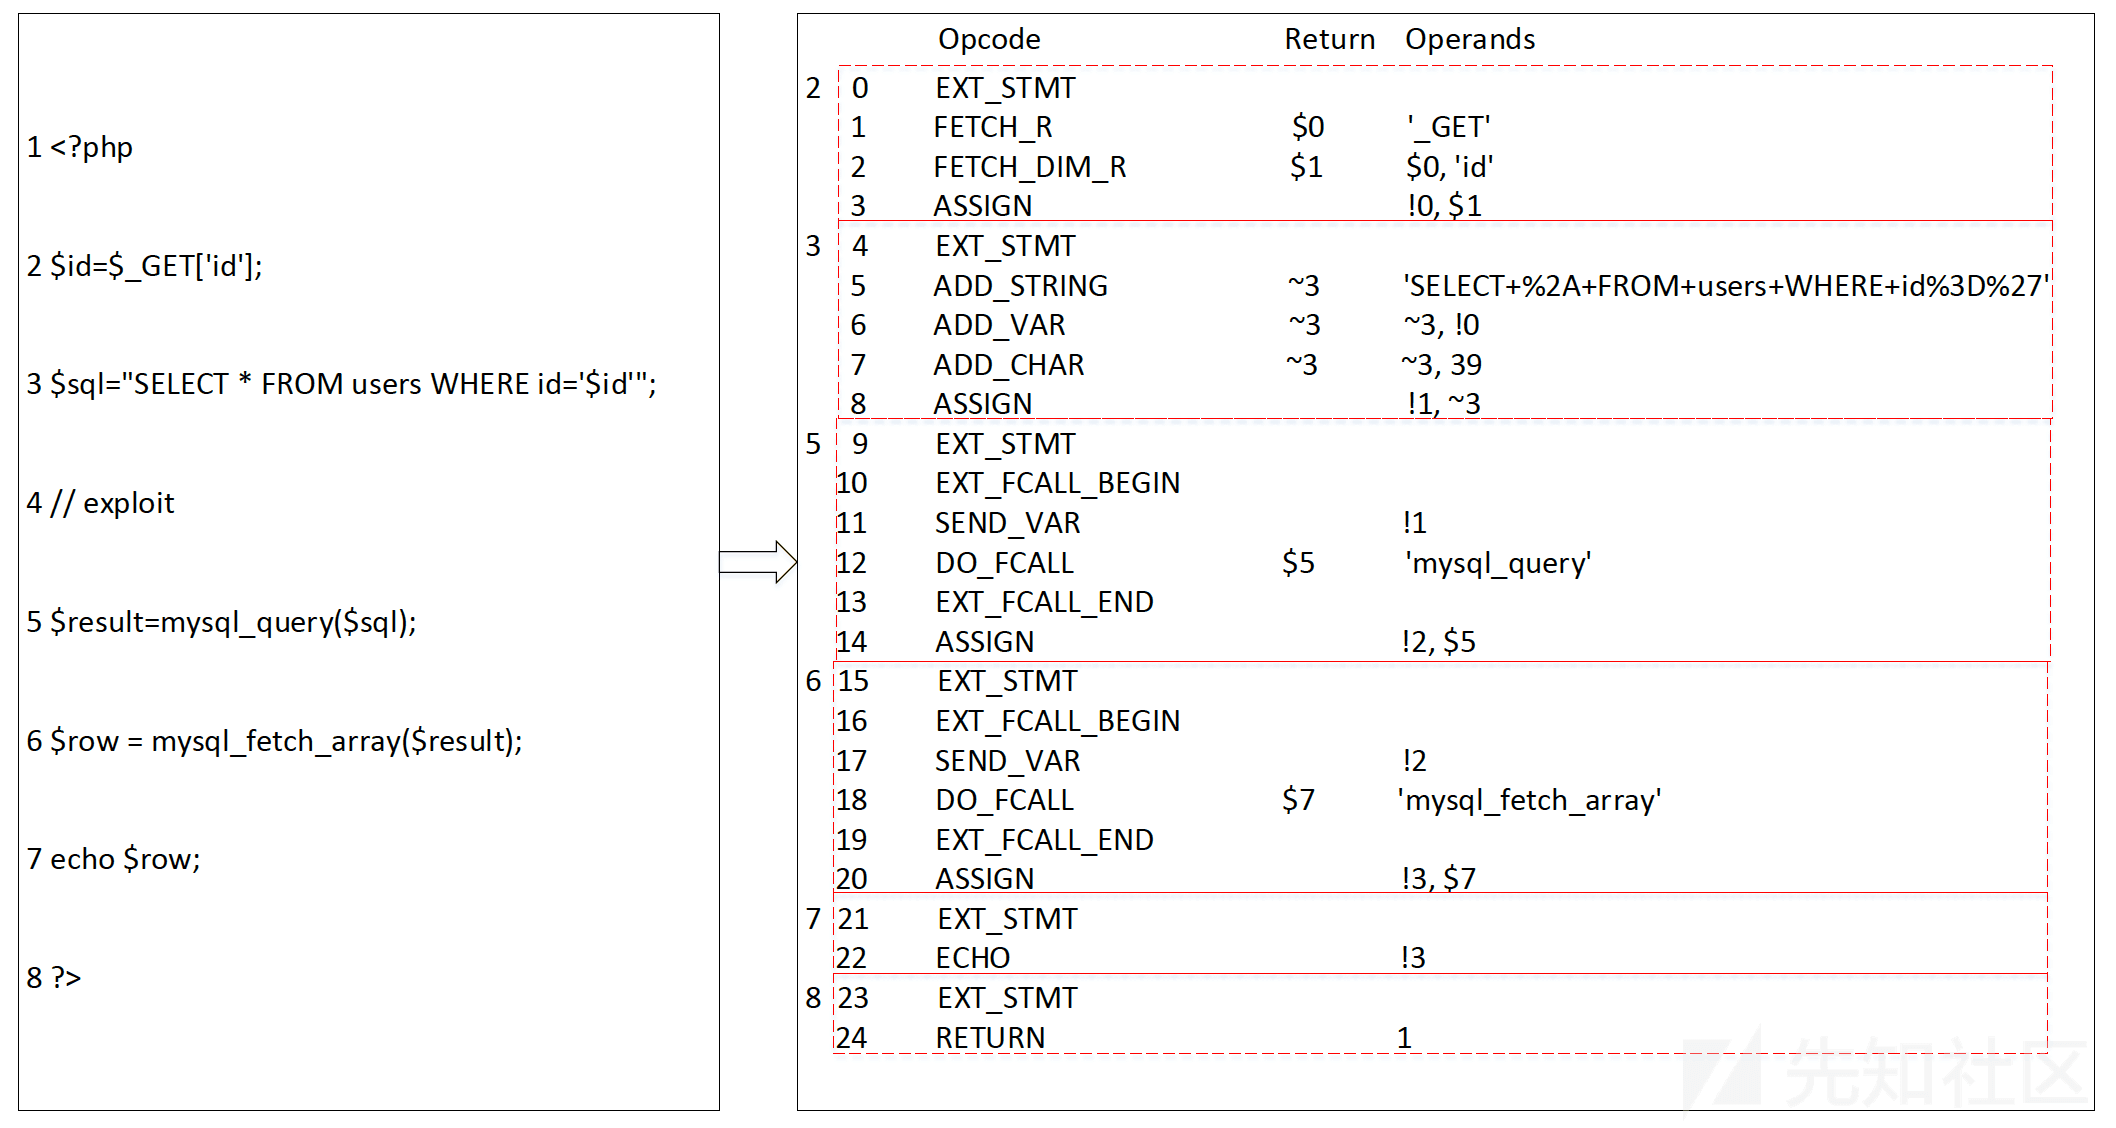 1 <?php
2 $id=$_GET['id'];
3 $sql="SELECT * FROM users WHERE id='$id'";
4 // exploit
5 $result=mysql_query($sql);
6 $row = mysql_fetch_array($result);
7 echo $row;
8 ?>
Opcode Return Operands
2 0 EXT_STMT
1 FETCH_R $0 '_GET'
2 FETCH_DIM_R $1 $0, 'id'
3 ASSIGN !0, $1
3 4 EXT_STMT
5 ADD_STRING ~3 'SELECT+%2A+FROM+users+WHERE+id%3D%27'
6 ADD_VAR ~3 ~3, !0
7 ADD_CHAR ~3 ~3, 39
8 ASSIGN !1, ~3
5 9 EXT_STMT
10 EXT_FCALL_BEGIN
11 SEND_VAR !1
12 DO_FCALL $5 'mysql_query'
13 EXT_FCALL_END
14 ASSIGN !2, $5
6 15 EXT_STMT
16 EXT_FCALL_BEGIN
17 SEND_VAR !2
18 DO_FCALL $7 'mysql_fetch_array'
19 EXT_FCALL_END
20 ASSIGN !3, $7
7 21 EXT_STMT
22 ECHO !3
8 23 EXT_STMT
24 RETURN 1
先知社区